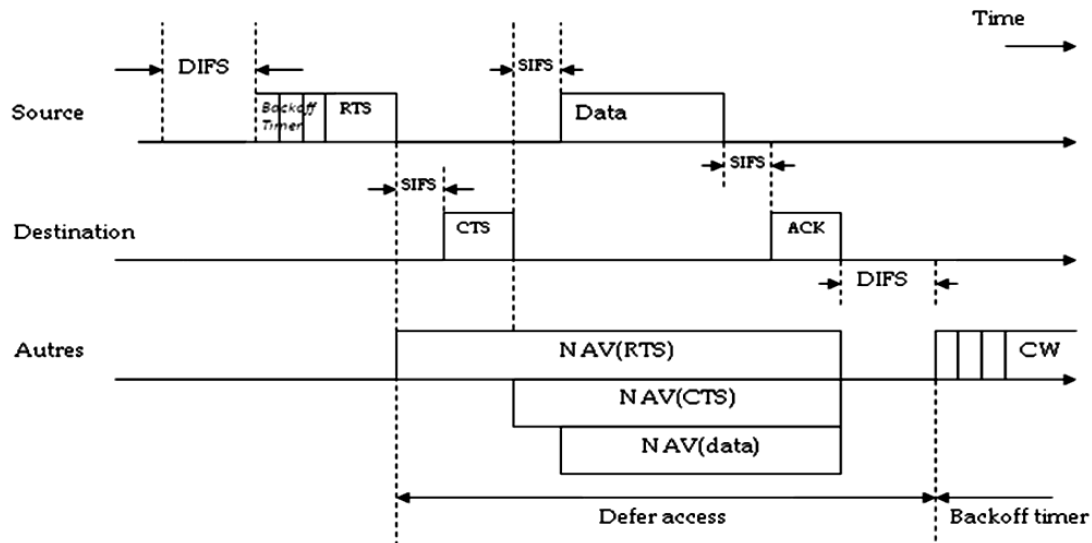 Time
DIFS
SIFS
Source
Backoff
Timer
RTS
Data
SIFS
SIFS
Destination
CTS
ACK
DIFS
Autres
NAV(RTS)
CW
NAV(CTS)
NAV(data)
Defer access
Backoff timer